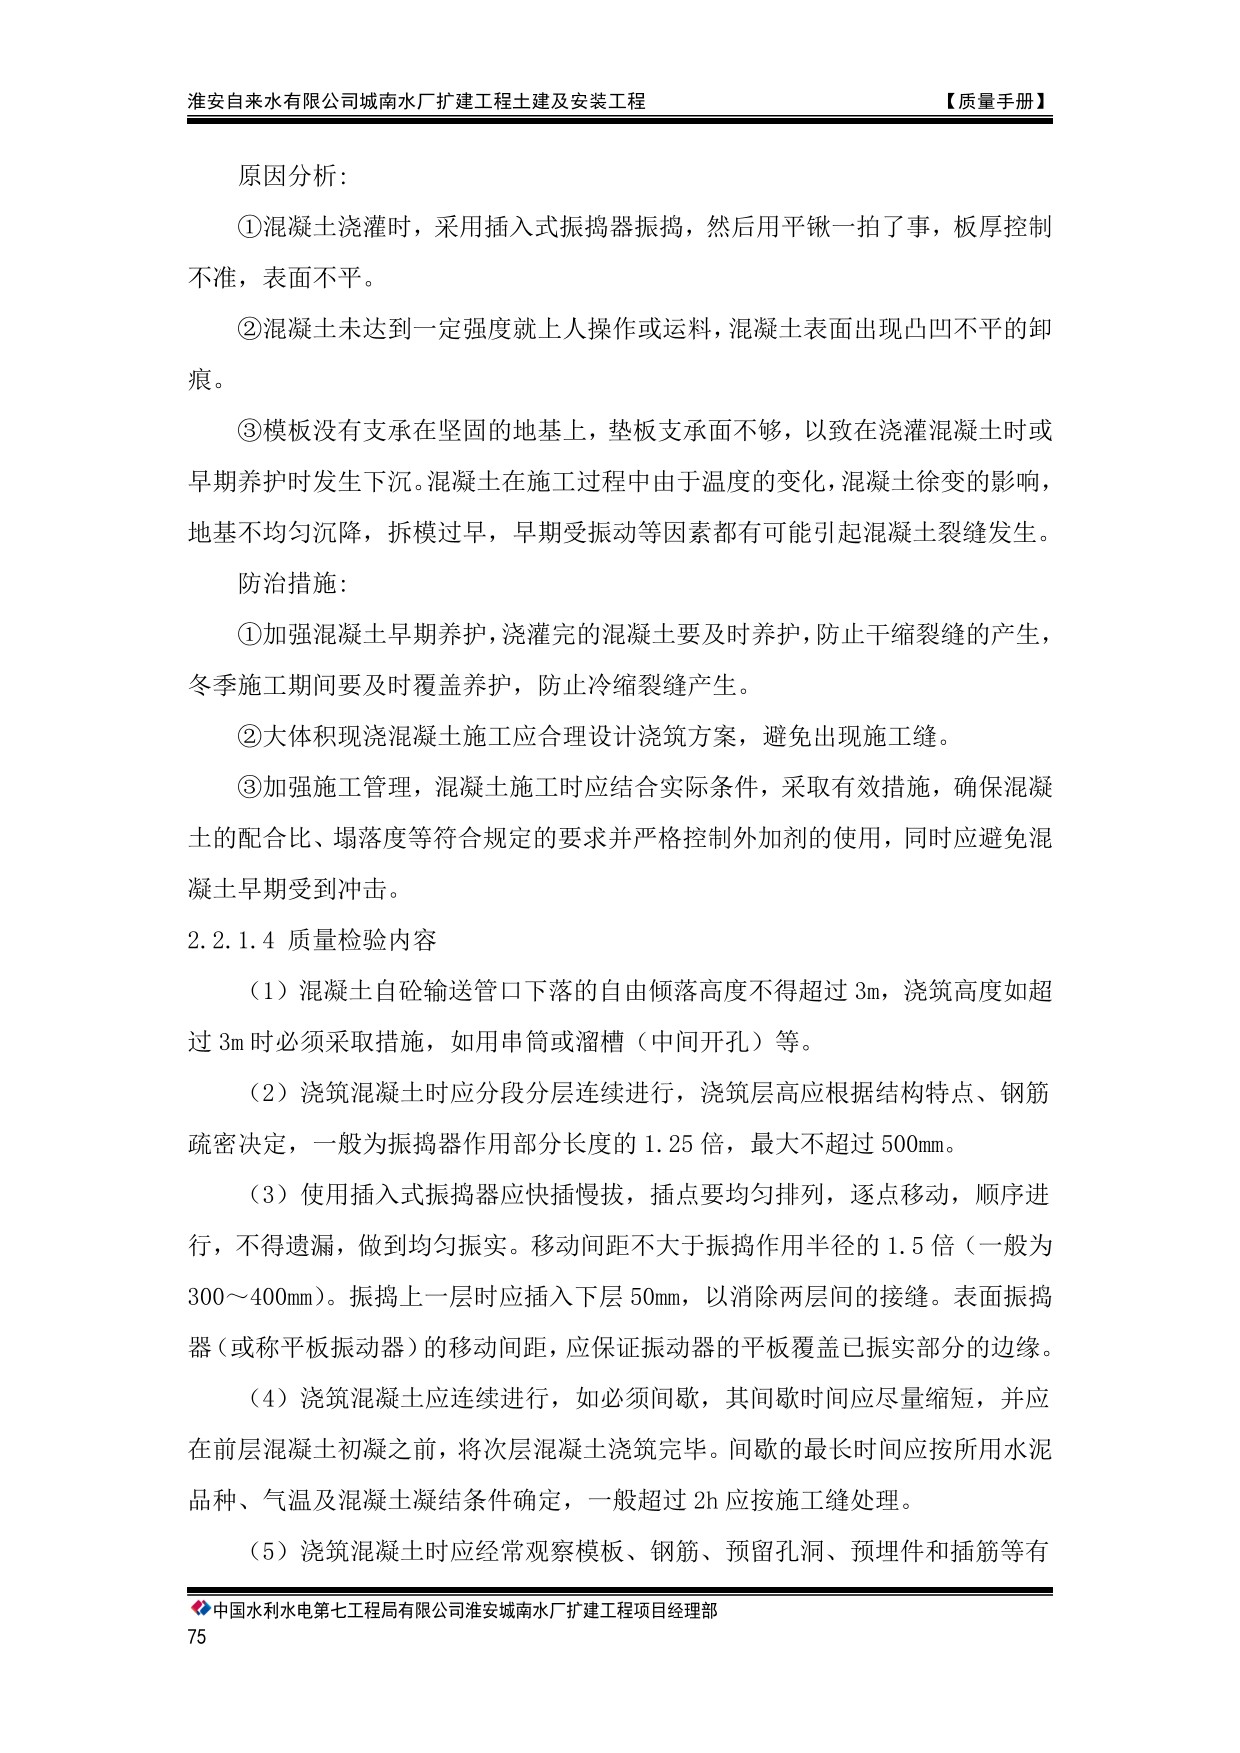 淮安自来水有限公司城南水厂扩建工程土建及安装工程 【质量手册】
原因分析：
①混凝土浇灌时，采用插入式振捣器振捣，然后用平锹一拍了事，板厚控制
不准，表面不平。
②混凝土未达到一定强度就上人操作或运料，混凝土表面出现凸凹不平的卸
痕。
③模板没有支承在坚固的地基上，垫板支承面不够，以致在浇灌混凝土时或
早期养护时发生下沉。混凝土在施工过程中由于温度的变化，混凝土徐变的影响，
地基不均匀沉降，拆模过早，早期受振动等因素都有可能引起混凝土裂缝发生。
防治措施：
①加强混凝土早期养护，浇灌完的混凝土要及时养护，防止干缩裂缝的产生，
冬季施工期间要及时覆盖养护，防止冷缩裂缝产生。
②大体积现浇混凝土施工应合理设计浇筑方案，避免出现施工缝。
③加强施工管理，混凝土施工时应结合实际条件，采取有效措施，确保混凝
土的配合比、塌落度等符合规定的要求并严格控制外加剂的使用，同时应避免混
凝土早期受到冲击。
2.2.1.4 质量检验内容
（1）混凝土自砼输送管口下落的自由倾落高度不得超过 3m，浇筑高度如超
过 3m 时必须采取措施，如用串筒或溜槽（中间开孔）等。
（2）浇筑混凝土时应分段分层连续进行，浇筑层高应根据结构特点、钢筋
疏密决定，一般为振捣器作用部分长度的 1.25 倍，最大不超过 500mm。
（3）使用插入式振捣器应快插慢拔，插点要均匀排列，逐点移动，顺序进
行，不得遗漏，做到均匀振实。移动间距不大于振捣作用半径的 1.5 倍（一般为
300～400mm）。振捣上一层时应插入下层 50mm，以消除两层间的接缝。表面振捣
器（或称平板振动器）的移动间距，应保证振动器的平板覆盖已振实部分的边缘。
（4）浇筑混凝土应连续进行，如必须间歇，其间歇时间应尽量缩短，并应
在前层混凝土初凝之前，将次层混凝土浇筑完毕。间歇的最长时间应按所用水泥
品种、气温及混凝土凝结条件确定，一般超过 2h 应按施工缝处理。
（5）浇筑混凝土时应经常观察模板、钢筋、预留孔洞、预埋件和插筋等有
中国水利水电第七工程局有限公司淮安城南水厂扩建工程项目经理部
75